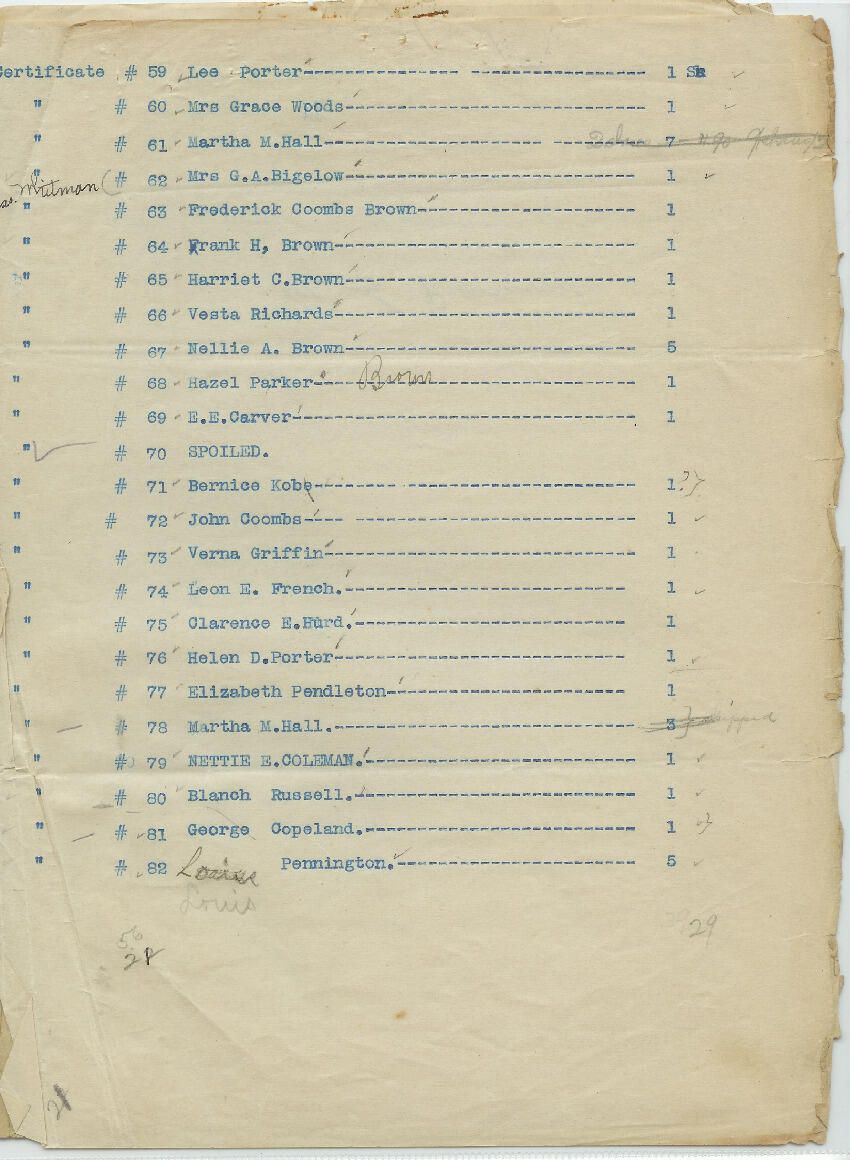 Certificate # 59 Lee Porter---------------- ------------------------ 1 Sh
" # 60 Mrs Grace Woods---------------------------------------- 1
" # 61 Martha M.Hall------------------------------ ---------- 7
" # 62 Mrs G.A.Bigelow---------------------------------------- 1
Whitman (
" # 63 Frederick Coombs Brown------------------------------ 1
" # 64 Frank H, Brown---------------------------------------- 1
" # 65 Harriet C.Brown---------------------------------------- 1
" # 66 Vesta Richards---------------------------------------- 1
" # 67 Nellie A. Brown---------------------------------------- 5
" # 68 Hazel Parker---- Brown ------------------------------ 1
" # 69 E.E.Carver-------------------------------------------- 1
" # 70 SPOILED.
" # 71 Bernice Kobe------------------------------------------ 1?}
" # 72 John Coombs----- ------------------------------------ 1
" # 73 Verna Griffin---------------------------------------- 1
" # 74 Leon E. French.------------------------------------- 1
" # 75 Clarence E.Hurd.------------------------------------ 1
" # 76 Helen D.Porter-------------------------------------- 1
" # 77 Elizabeth Pendleton-------------------------------- 1
" # 78 Martha M.Hall.-------------------------------------- 3 }
" # 79 NETTIE E.COLEMAN.---------------------------------- 1
" # 80 Blanch Russell.------------------------------------ 1
" # 81 George Copeland.---------------------------------- 1 }
" # 82 Pennington.------------------------------ 5
Louis
56
29
21